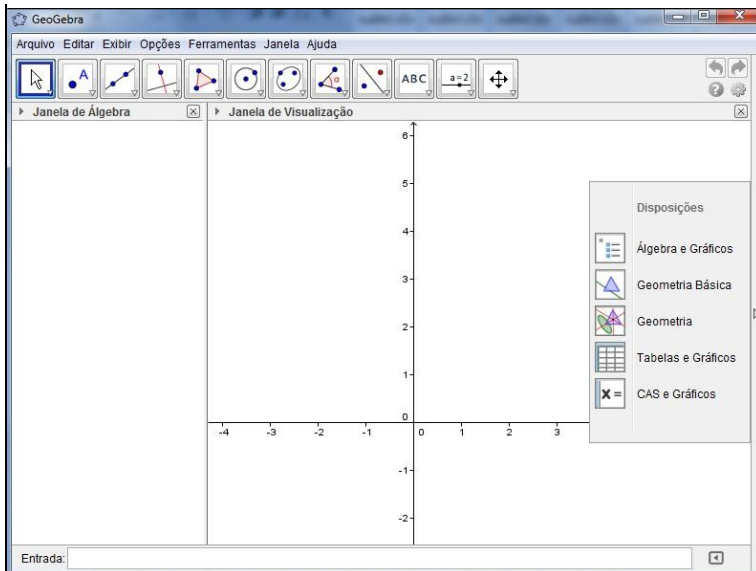 GeoGebra
Arquivo Editar Exibir Opções Ferramentas Janela Ajuda
A
α
ABC
a=2
Janela de Álgebra
Janela de Visualização
6
5
4
3
2
1
0
-4 -3 -2 -1 0 1 2 3
-1
-2
Disposições
Álgebra e Gráficos
Geometria Básica
Geometria
Tabelas e Gráficos
X =
CAS e Gráficos
Entrada: